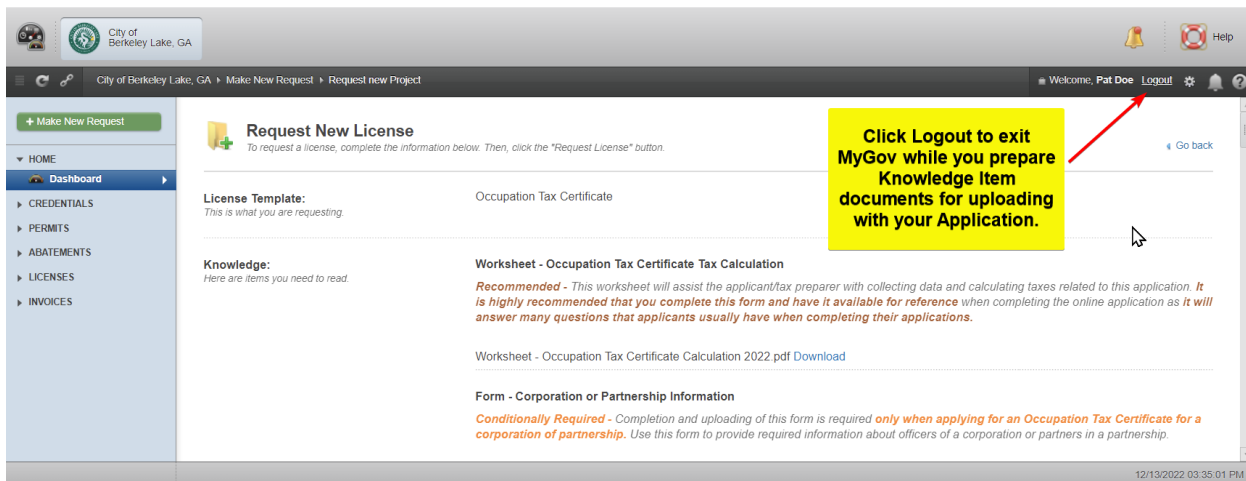 City of
Berkeley Lake, GA
Help
City of Berkeley Lake, GA ▸ Make New Request ▸ Request new Project
Welcome, Pat Doe Logout
+ Make New Request
HOME
Dashboard
CREDENTIALS
PERMITS
ABATEMENTS
LICENSES
INVOICES
Request New License
To request a license, complete the information below. Then, click the "Request License" button.
Go back
Click Logout to exit
MyGov while you prepare
Knowledge Item
documents for uploading
with your Application.
License Template:
This is what you are requesting.
Occupation Tax Certificate
Knowledge:
Here are items you need to read.
Worksheet - Occupation Tax Certificate Tax Calculation
Recommended - This worksheet will assist the applicant/tax preparer with collecting data and calculating taxes related to this application. It
is highly recommended that you complete this form and have it available for reference when completing the online application as it will
answer many questions that applicants usually have when completing their applications.
Worksheet - Occupation Tax Certificate Calculation 2022.pdf Download
Form - Corporation or Partnership Information
Conditionally Required - Completion and uploading of this form is required only when applying for an Occupation Tax Certificate for a
corporation of partnership. Use this form to provide required information about officers of a corporation or partners in a partnership.
12/13/2022 03:35:01 PM